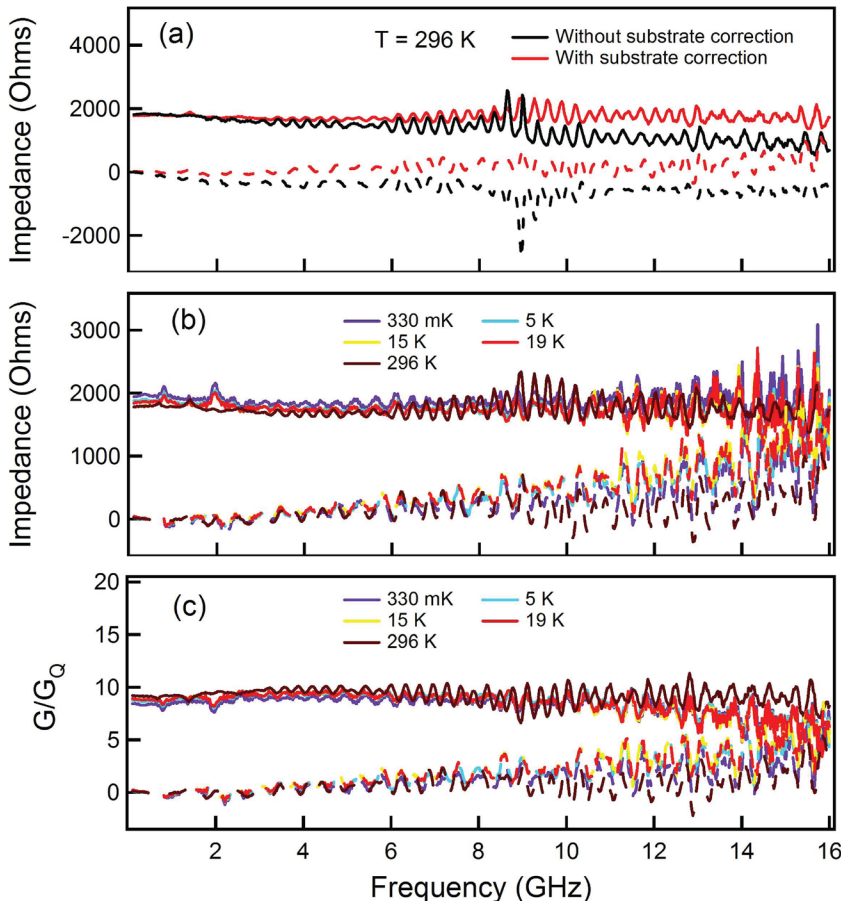 (a)
T = 296 K
Without substrate correction
With substrate correction
4000
2000
0
-2000
Impedance (Ohms)
(b)
330 mK
5 K
15 K
19 K
296 K
3000
2000
1000
0
Impedance (Ohms)
(c)
330 mK
5 K
15 K
19 K
296 K
20
15
10
5
0
G/GQ
2 4 6 8 10 12 14 16
Frequency (GHz)